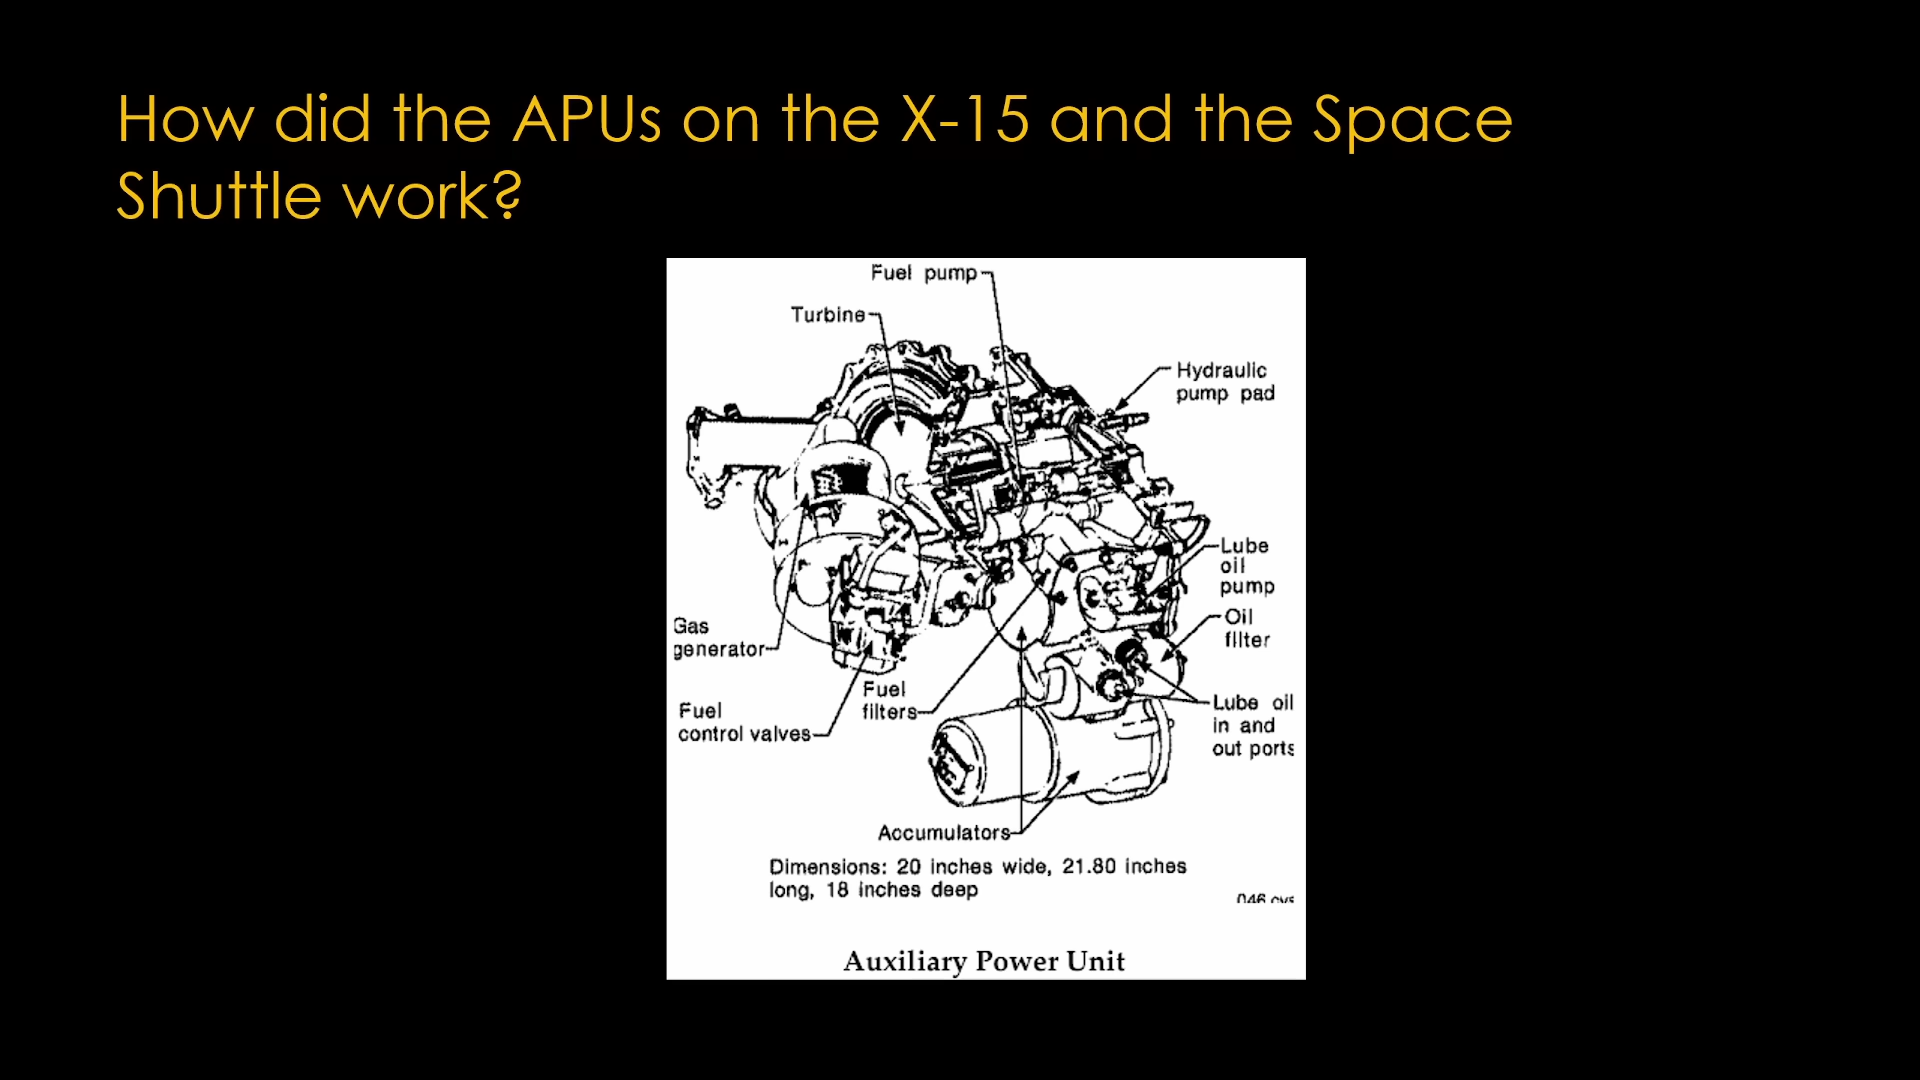 How did the APUs on the X-15 and the Space
Shuttle work?
Fuel pump
Turbine
Hydraulic
pump pad
Lube
oil
pump
Oil
filter
Gas
generator
Fuel
filters
Fuel
control valves
Lube oil
in and
out ports
Accumulators
Dimensions: 20 inches wide, 21.80 inches
long, 18 inches deep
Auxiliary Power Unit